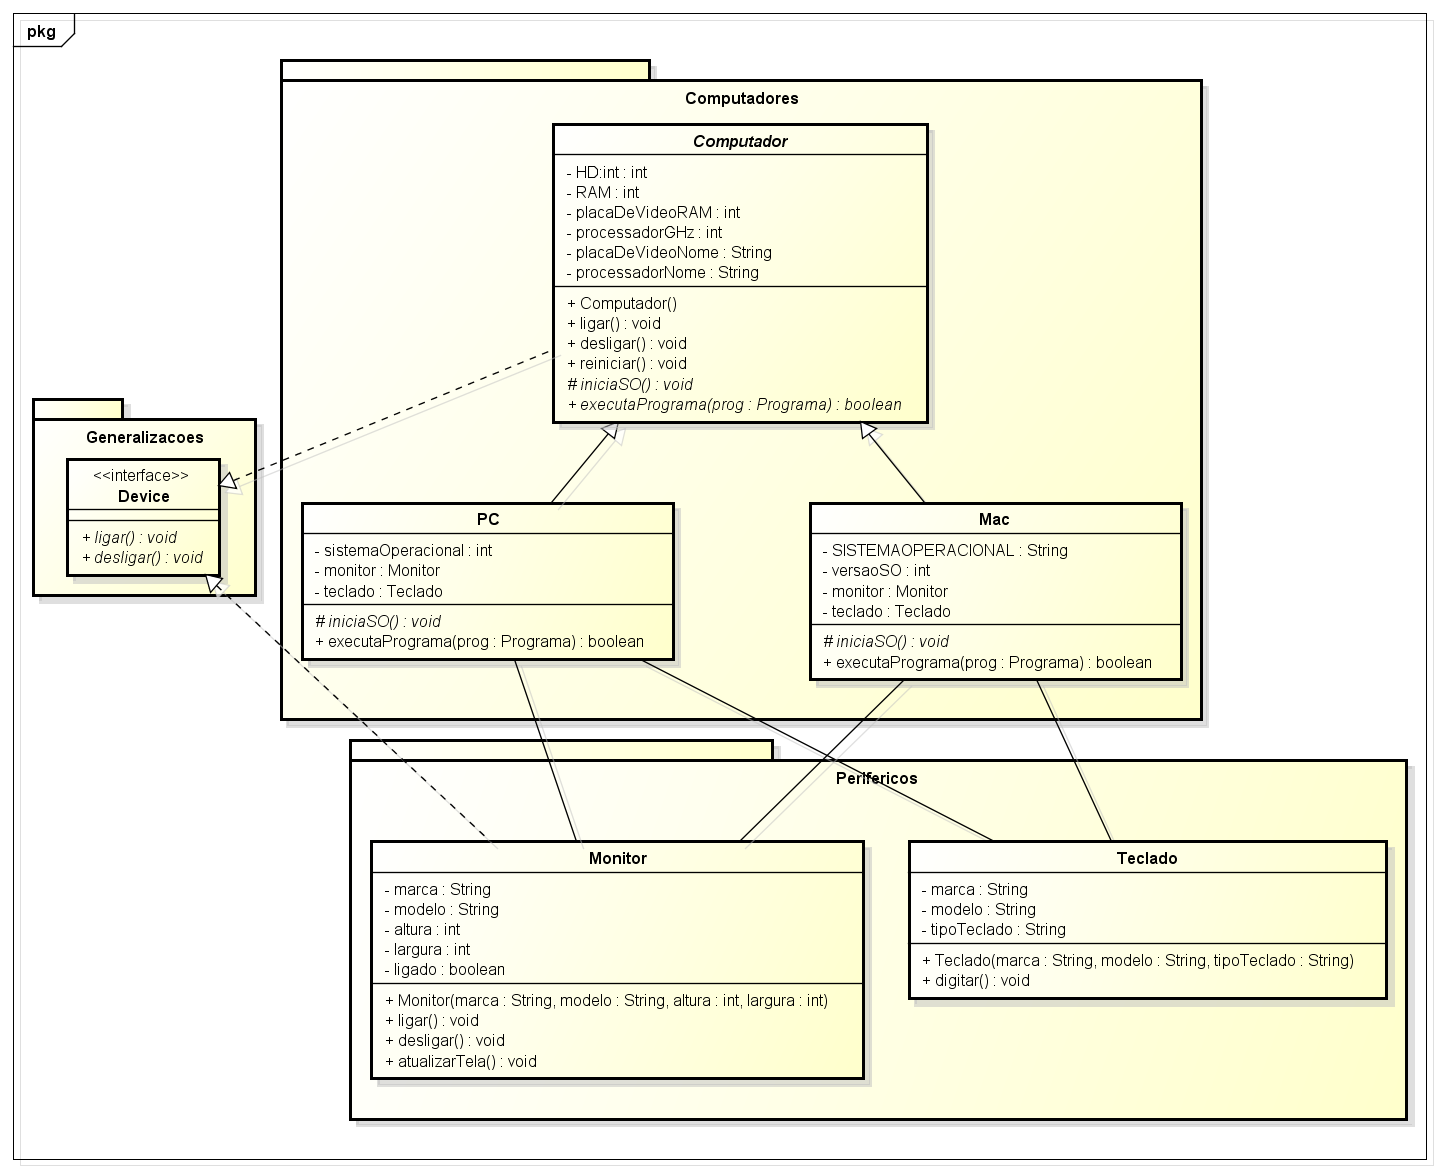 pkg
Computadores
Computador
- HD:int : int
- RAM : int
- placaDeVideoRAM : int
- processadorGHz : int
- placaDeVideoNome : String
- processadorNome : String
+ Computador()
+ ligar() : void
+ desligar() : void
+ reiniciar() : void
# iniciaSO() : void
+ executaPrograma(prog : Programa) : boolean
Generalizacoes
<<interface>>
Device
+ ligar() : void
+ desligar() : void
PC
- sistemaOperacional : int
- monitor : Monitor
- teclado : Teclado
# iniciaSO() : void
+ executaPrograma(prog : Programa) : boolean
Mac
- SISTEMAOPERACIONAL : String
- versaoSO : int
- monitor : Monitor
- teclado : Teclado
# iniciaSO() : void
+ executaPrograma(prog : Programa) : boolean
Perifericos
Monitor
- marca : String
- modelo : String
- altura : int
- largura : int
- ligado : boolean
+ Monitor(marca : String, modelo : String, altura : int, largura : int)
+ ligar() : void
+ desligar() : void
+ atualizarTela() : void
Teclado
- marca : String
- modelo : String
- tipoTeclado : String
+ Teclado(marca : String, modelo : String, tipoTeclado : String)
+ digitar() : void